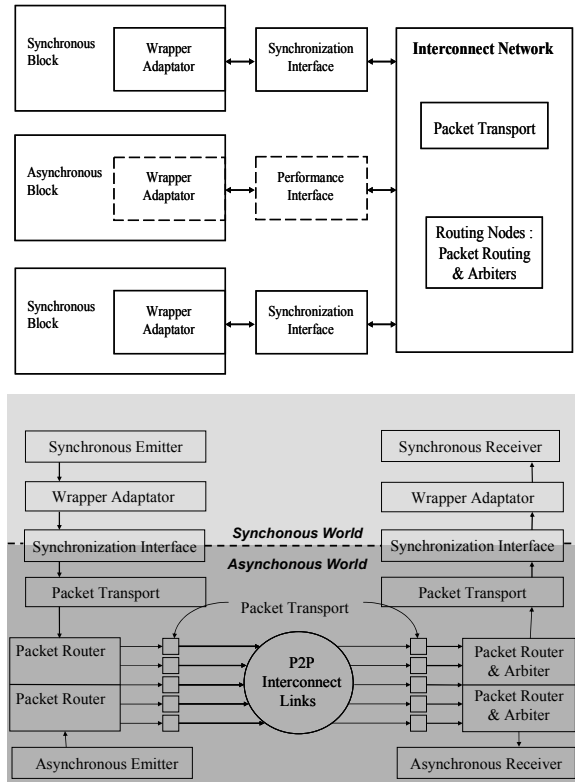 Synchronous
Block
Wrapper
Adaptator
Synchronization
Interface
Interconnect Network
Packet Transport
Asynchronous
Block
Wrapper
Adaptator
Performance
Interface
Routing Nodes :
Packet Routing
& Arbiters
Synchronous
Block
Wrapper
Adaptator
Synchronization
Interface
Synchronous Emitter
Synchronous Receiver
Wrapper Adaptator
Wrapper Adaptator
Synchonous World
Synchronization Interface
Synchronization Interface
Asynchonous World
Packet Transport
Packet Transport
Packet Transport
Packet Router
P2P
Interconnect
Links
Packet Router
& Arbiter
Packet Router
Packet Router
& Arbiter
Asynchronous Emitter
Asynchronous Receiver